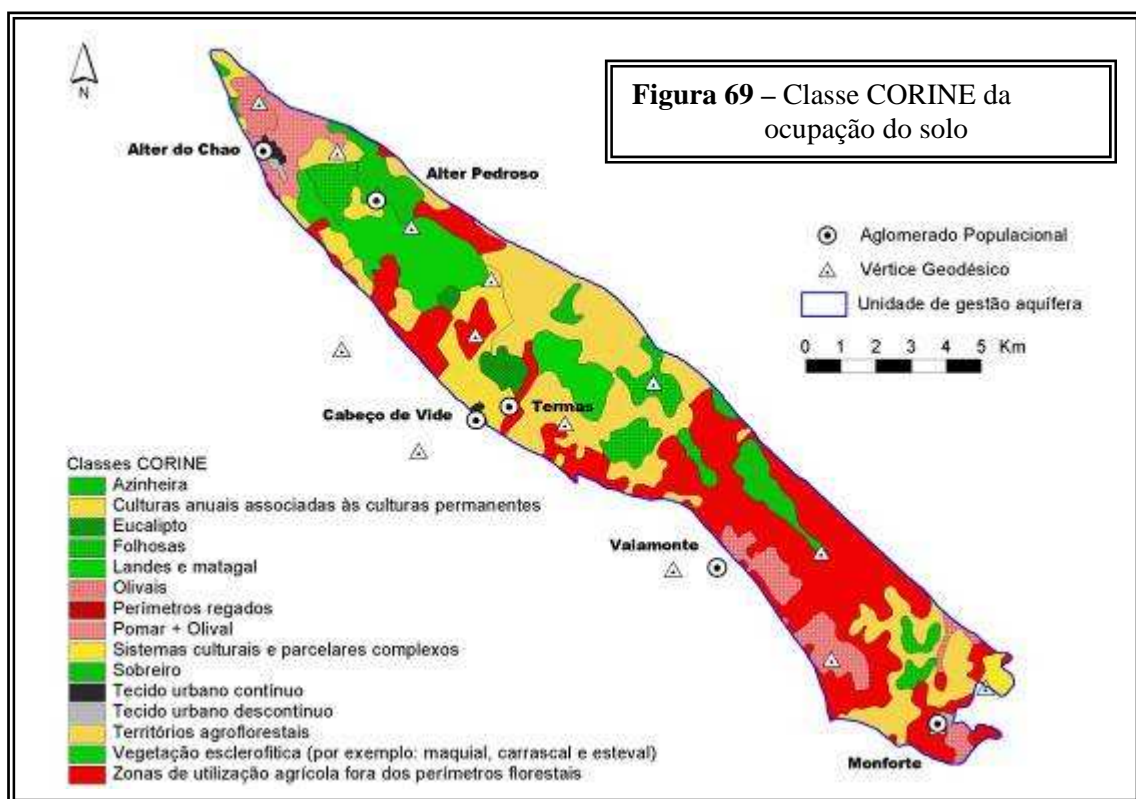 Figura 69 – Classe CORINE da
ocupação do solo
N
Alter do Chao
Alter Pedroso
Aglomerado Populacional
Vértice Geodésico
Unidade de gestão aquífera
0 1 2 3 4 5 Km
Cabeço de Vide
Termas
Vaiamonte
Monforte
Classes CORINE
Azinheira
Culturas anuais associadas às culturas permanentes
Eucalipto
Folhosas
Landes e matagal
Olivais
Perímetros regados
Pomar + Olival
Sistemas culturais e parcelares complexos
Sobreiro
Tecido urbano contínuo
Tecido urbano descontínuo
Territórios agroflorestais
Vegetação esclerofítica (por exemplo: maquial, carrascal e esteval)
Zonas de utilização agrícola fora dos perímetros florestais